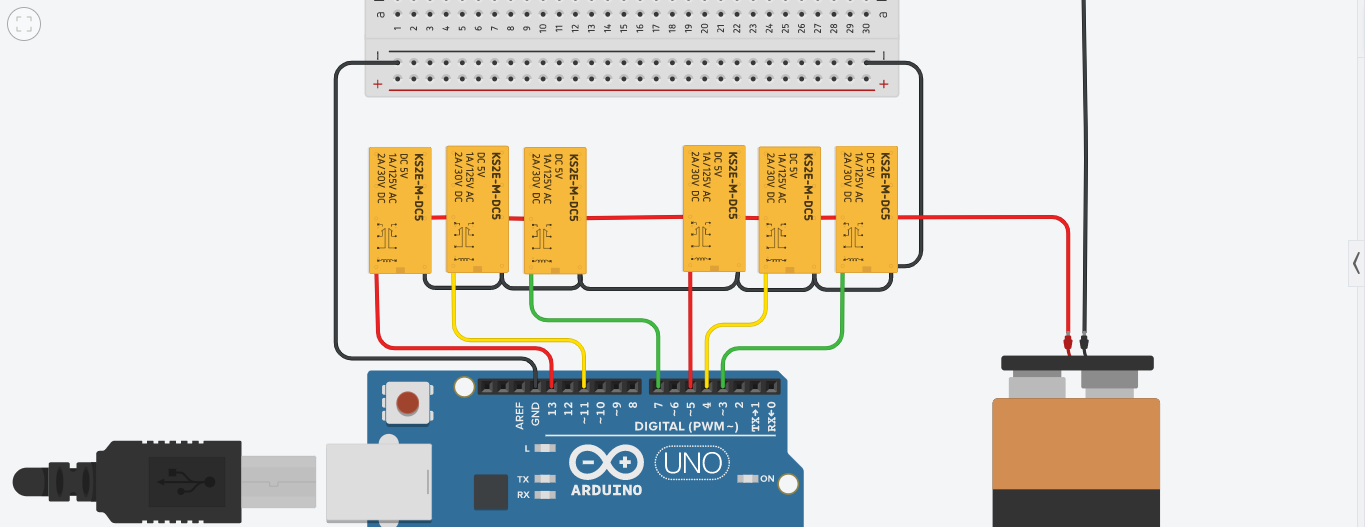 a 1 2 3 4 5 6 7 8 9 10 11 12 13 14 15 16 17 18 19 20 21 22 23 24 25 26 27 28 29 30 a
− −
+ +
KS2E-M-DC5
DC 5V
1A/125V AC
2A/30V DC
KS2E-M-DC5
DC 5V
1A/125V AC
2A/30V DC
KS2E-M-DC5
DC 5V
1A/125V AC
2A/30V DC
KS2E-M-DC5
DC 5V
1A/125V AC
2A/30V DC
KS2E-M-DC5
DC 5V
1A/125V AC
2A/30V DC
KS2E-M-DC5
DC 5V
1A/125V AC
2A/30V DC
AREF GND 13 12 ~11 ~10 ~9 8 7 ~6 ~5 4 ~3 2 TX→1 RX←0
DIGITAL (PWM~)
L
TX
RX
UNO
ON
ARDUINO